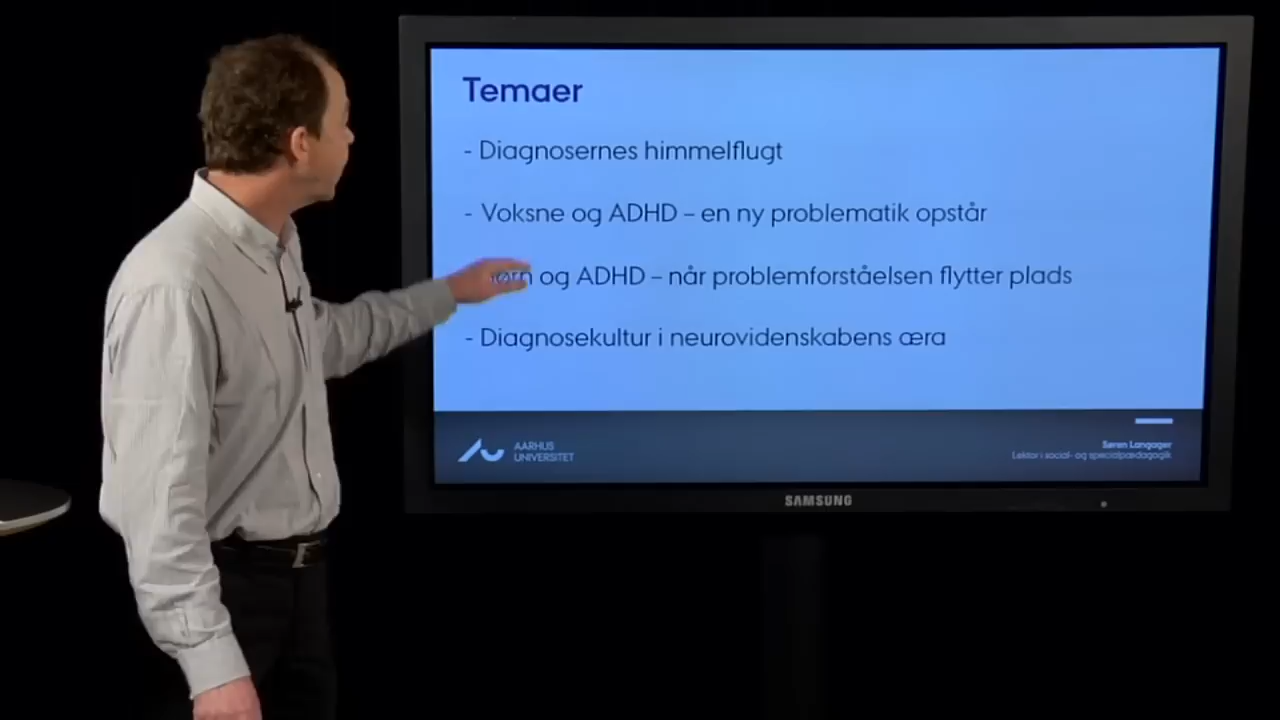 Temaer
- Diagnosernes himmelflugt
- Voksne og ADHD – en ny problematik opstår
og ADHD – når problemforståelsen flytter plads
- Diagnosekultur i neurovidenskabens æra
AARHUS
UNIVERSITET
Søren Langager
Lektor i social- og specialpædagogik
SAMSUNG